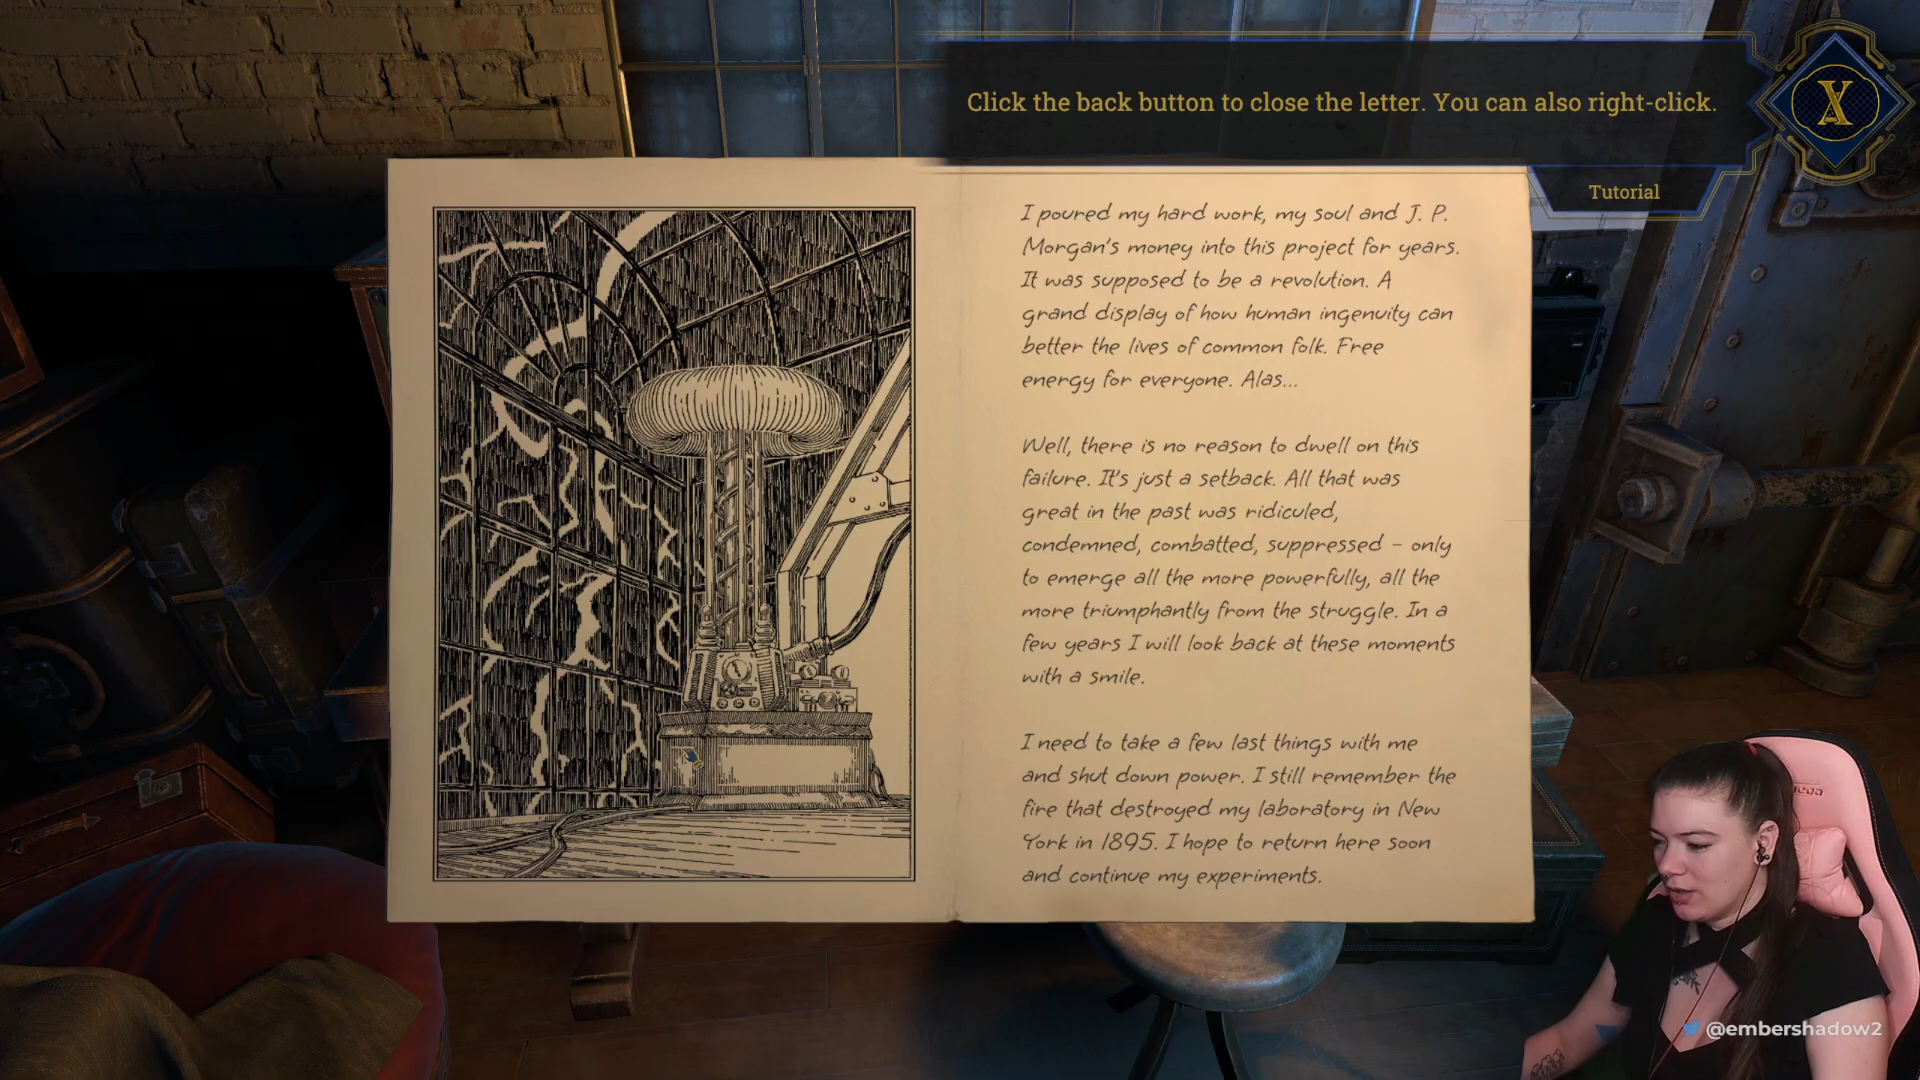 Click the back button to close the letter. You can also right-click.
X
Tutorial
I poured my hard work, my soul and J. P.
Morgan's money into this project for years.
It was supposed to be a revolution. A
grand display of how human ingenuity can
better the lives of common folk. Free
energy for everyone. Alas...
Well, there is no reason to dwell on this
failure. It's just a setback. All that was
great in the past was ridiculed,
condemned, combatted, suppressed – only
to emerge all the more powerfully, all the
more triumphantly from the struggle. In a
few years I will look back at these moments
with a smile.
I need to take a few last things with me
and shut down power. I still remember the
fire that destroyed my laboratory in New
York in 1895. I hope to return here soon
and continue my experiments.
@embershadow2